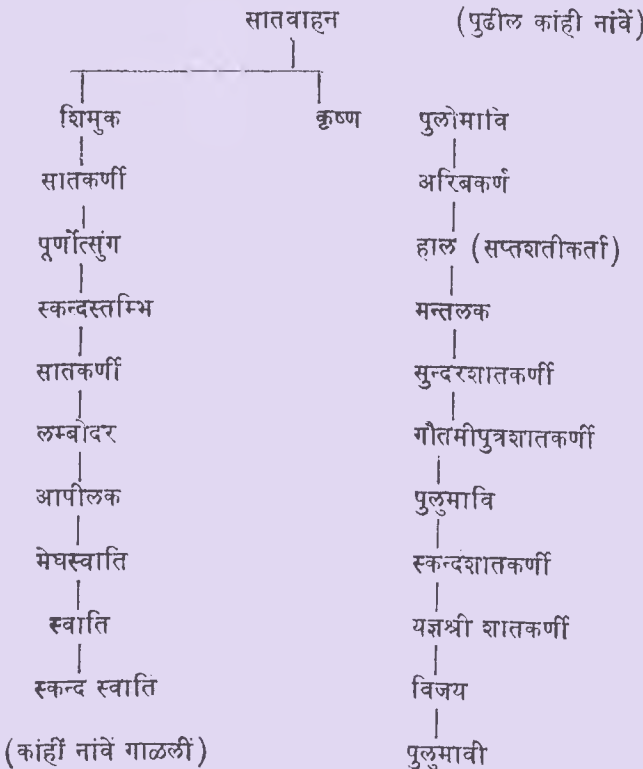 सातवाहन (पुढील कांही नांवें)
शिमुक कृष्ण पुलोमावि
सातकर्णी अरिबकर्ण
पूर्णोत्सुंग हाल (सप्तशतीकर्ता)
स्कन्दस्तम्भि मन्तलक
सातकर्णी सुन्दरशातकर्णी
लम्बोदर गौतमीपुत्रशातकर्णी
आपीलक पुलुमावि
मेघस्वाति स्कन्दशातकर्णी
स्वाति यज्ञश्री शातकर्णी
स्कन्द स्वाति विजय
(कांहीं नांवें गाळलीं) पुलुमावी